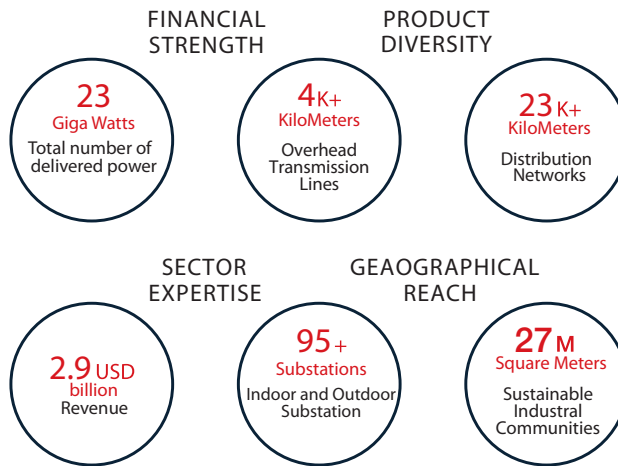 FINANCIAL
STRENGTH
PRODUCT
DIVERSITY
23
Giga Watts
Total number of
delivered power
4K+
KiloMeters
Overhead
Transmission
Lines
23 K+
KiloMeters
Distribution
Networks
SECTOR
EXPERTISE
GEAOGRAPHICAL
REACH
2.9 USD
billion
Revenue
95+
Substations
Indoor and Outdoor
Substation
27 M
Square Meters
Sustainable
Industral
Communities